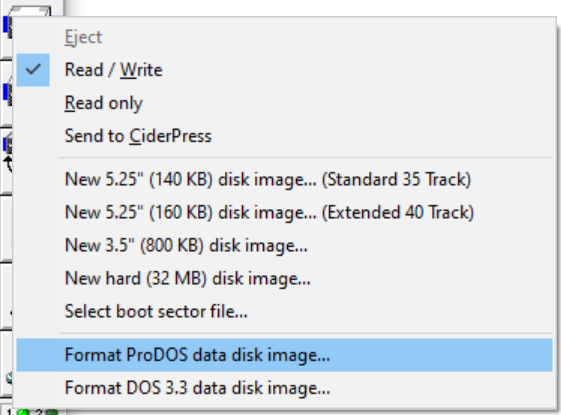 Eject
Read / Write
Read only
Send to CiderPress
New 5.25" (140 KB) disk image... (Standard 35 Track)
New 5.25" (160 KB) disk image... (Extended 40 Track)
New 3.5" (800 KB) disk image...
New hard (32 MB) disk image...
Select boot sector file...
Format ProDOS data disk image...
Format DOS 3.3 data disk image...
1 2